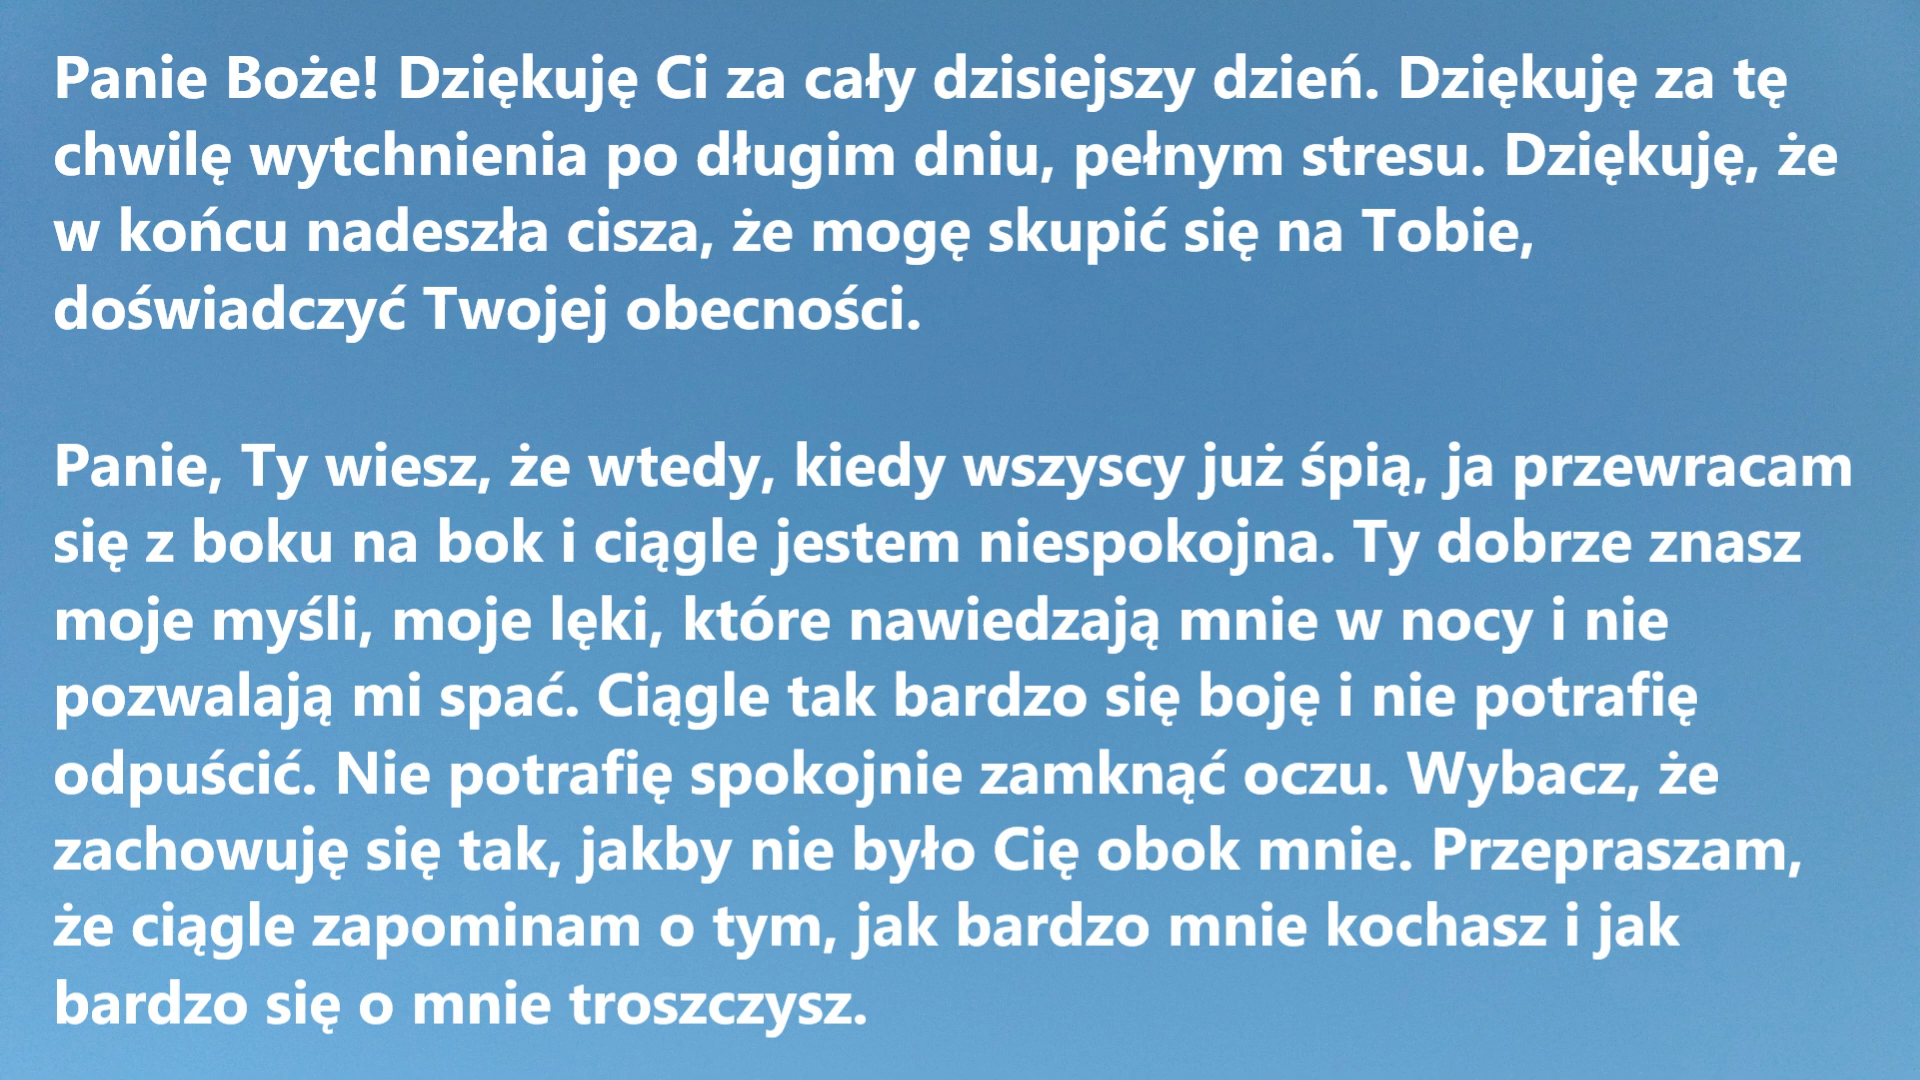 Panie Boże! Dziękuję Ci za cały dzisiejszy dzień. Dziękuję za tę
chwilę wytchnienia po długim dniu, pełnym stresu. Dziękuję, że
w końcu nadeszła cisza, że mogę skupić się na Tobie,
doświadczyć Twojej obecności.
Panie, Ty wiesz, że wtedy, kiedy wszyscy już śpią, ja przewracam
się z boku na bok i ciągle jestem niespokojna. Ty dobrze znasz
moje myśli, moje lęki, które nawiedzają mnie w nocy i nie
pozwalają mi spać. Ciągle tak bardzo się boję i nie potrafię
odpuścić. Nie potrafię spokojnie zamknąć oczu. Wybacz, że
zachowuję się tak, jakby nie było Cię obok mnie. Przepraszam,
że ciągle zapominam o tym, jak bardzo mnie kochasz i jak
bardzo się o mnie troszczysz.